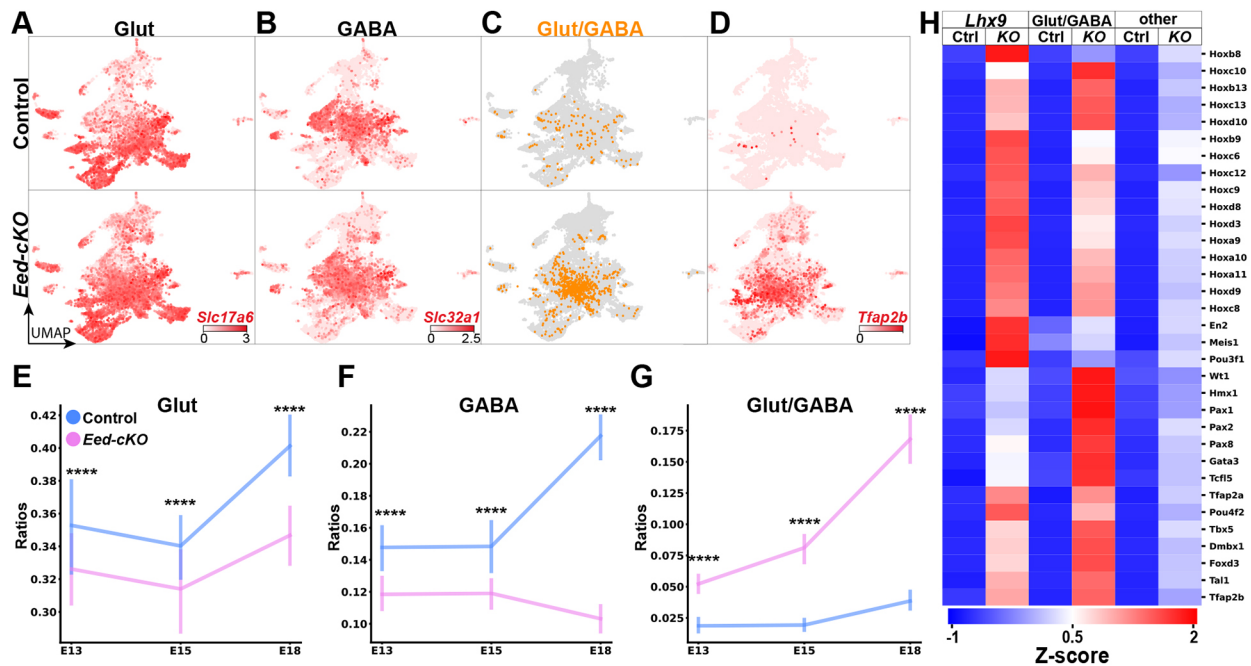 A
Glut
B
GABA
C
Glut/GABA
D
Control
Eed-cKO
UMAP
Slc17a6
0 3
Slc32a1
0 2.5
Tfap2b
0
E
Glut
Control
Eed-cKO
Ratios
0.42
0.40
0.38
0.36
0.34
0.32
0.30
****
****
****
E13 E15 E18
F
GABA
Ratios
0.22
0.20
0.18
0.16
0.14
0.12
0.10
****
****
****
E13 E15 E18
G
Glut/GABA
Ratios
0.175
0.150
0.125
0.100
0.075
0.050
0.025
****
****
****
E13 E15 E18
H
Lhx9 Glut/GABA other
Ctrl KO Ctrl KO Ctrl KO
Hoxb8
Hoxc10
Hoxb13
Hoxc13
Hoxd10
Hoxb9
Hoxc6
Hoxc12
Hoxc9
Hoxd8
Hoxd3
Hoxa9
Hoxa10
Hoxa11
Hoxd9
Hoxc8
En2
Meis1
Pou3f1
Wt1
Hmx1
Pax1
Pax2
Pax8
Gata3
Tcfl5
Tfap2a
Pou4f2
Tbx5
Dmbx1
Foxd3
Tal1
Tfap2b
-1 0.5 2
Z-score